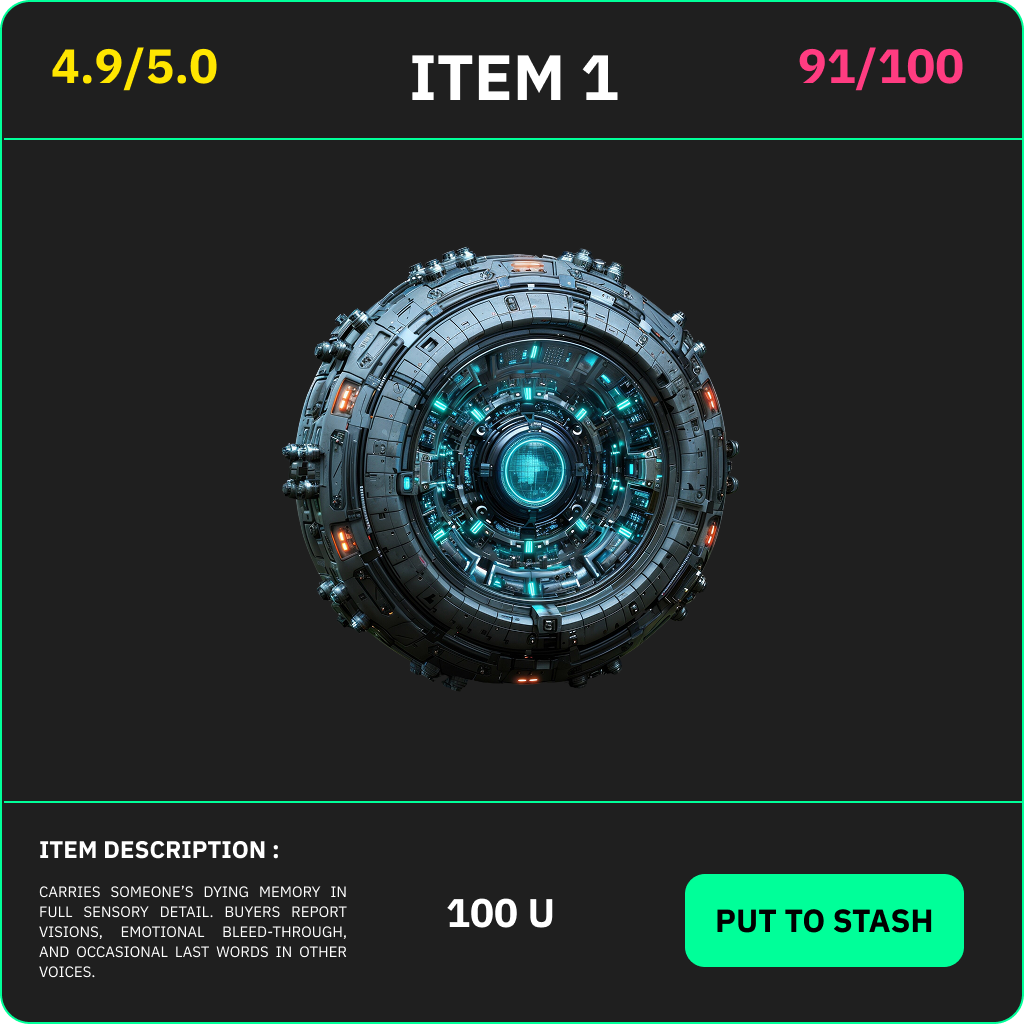 4.9/5.0
ITEM 1
91/100
ITEM DESCRIPTION :
CARRIES SOMEONE’S DYING MEMORY IN
FULL SENSORY DETAIL. BUYERS REPORT
VISIONS, EMOTIONAL BLEED-THROUGH,
AND OCCASIONAL LAST WORDS IN OTHER
VOICES.
100 U
PUT TO STASH